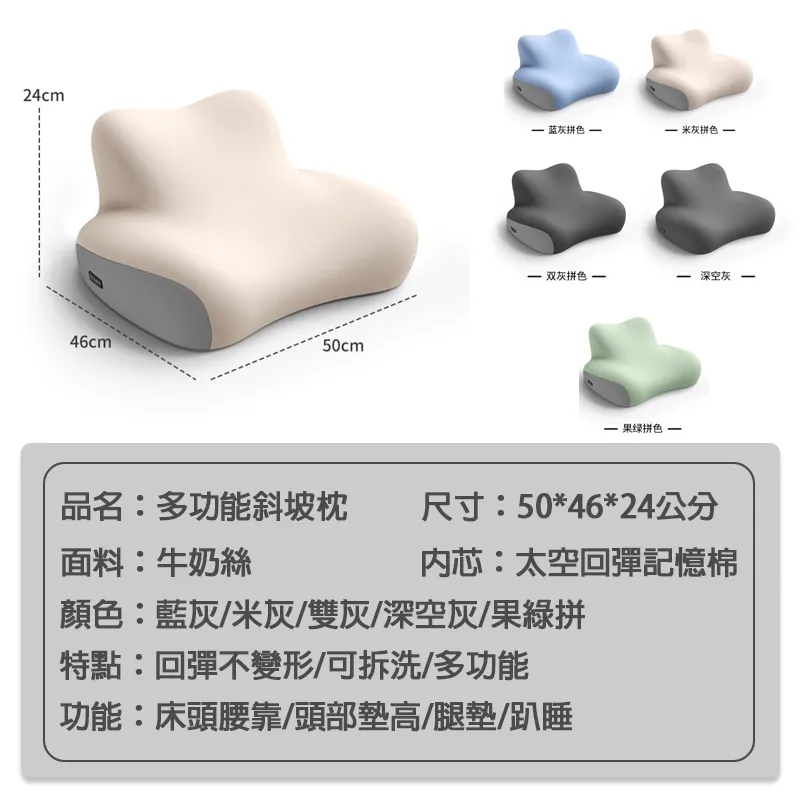 24cm
46cm
50cm
蓝灰拼色
米灰拼色
双灰拼色
深空灰
果绿拼色
品名：多功能斜坡枕 尺寸：50*46*24公分
面料：牛奶絲 內芯：太空回彈記憶棉
顏色：藍灰/米灰/雙灰/深空灰/果綠拼
特點：回彈不變形/可拆洗/多功能
功能：床頭腰靠/頭部墊高/腿墊/趴睡